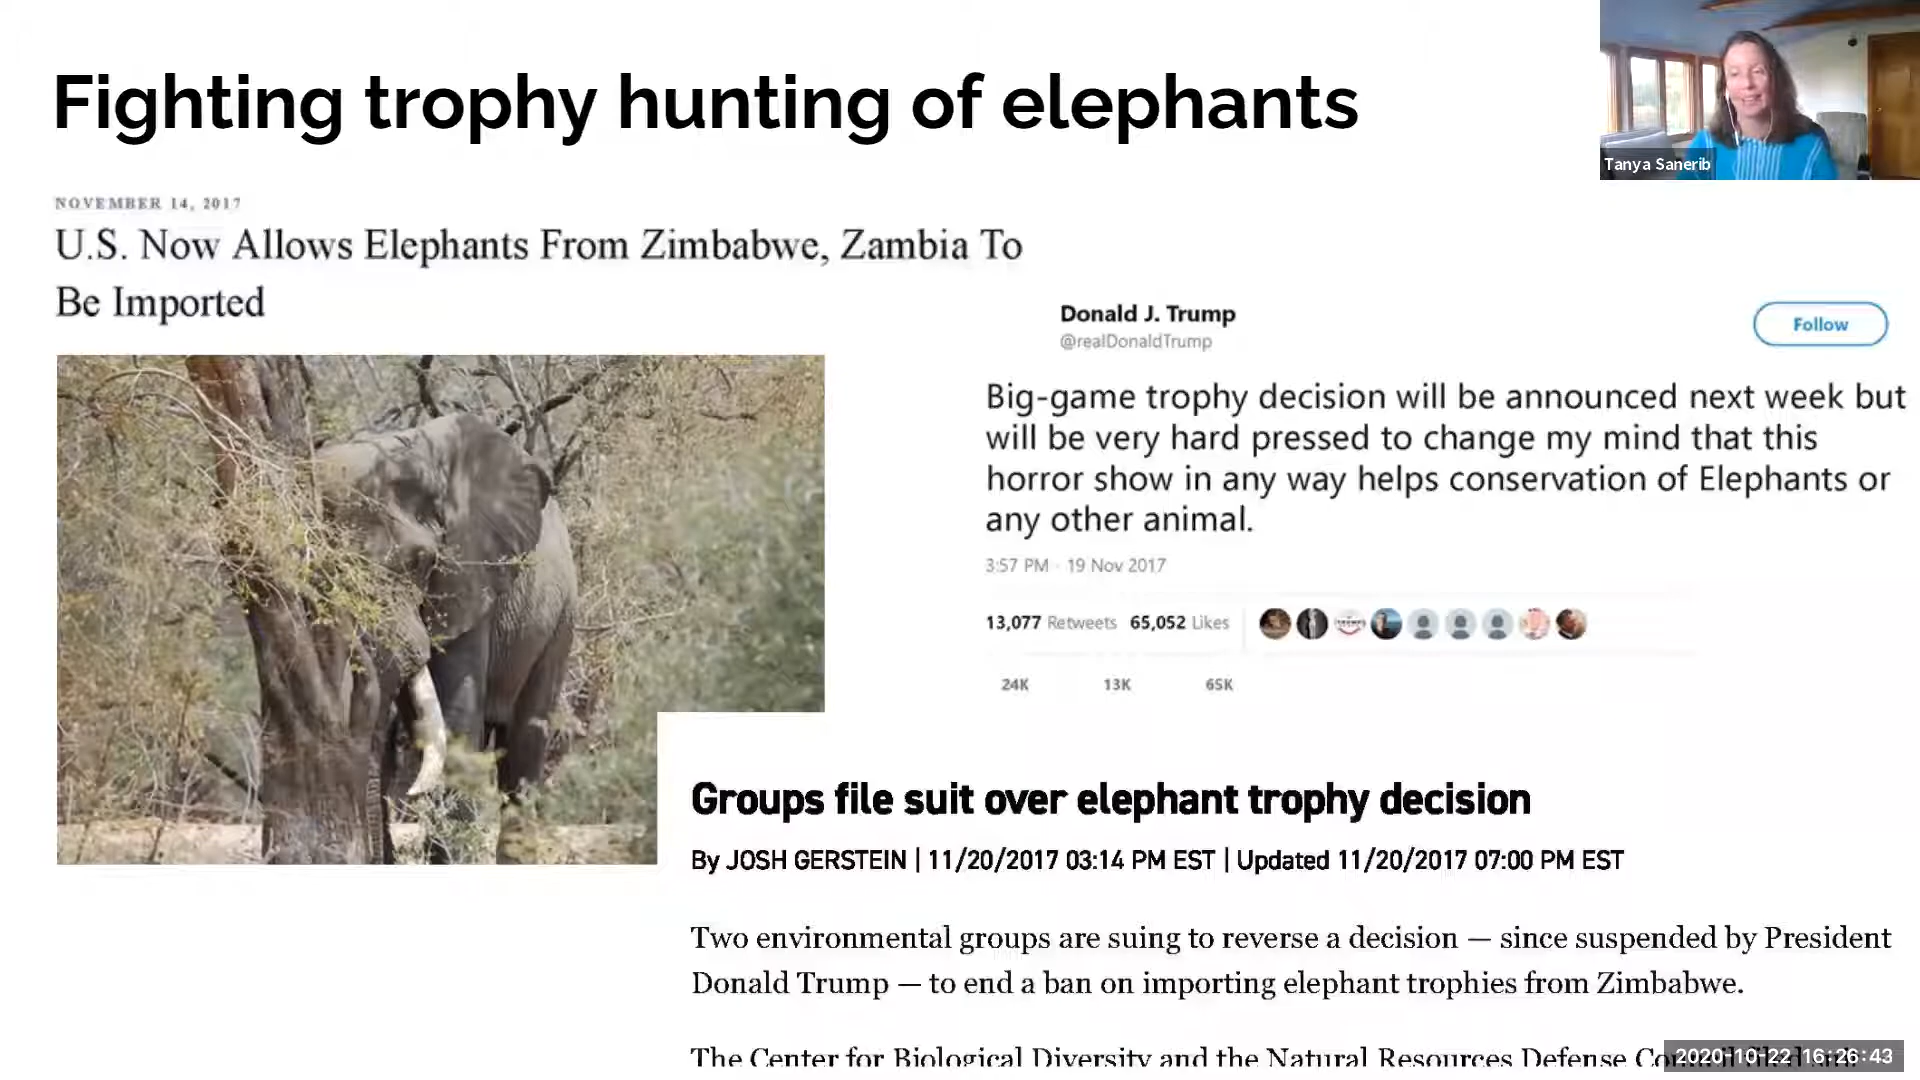 Fighting trophy hunting of elephants
Tanya Sanerib
NOVEMBER 14, 2017
U.S. Now Allows Elephants From Zimbabwe, Zambia To
Be Imported
Donald J. Trump
@realDonaldTrump
Follow
Big-game trophy decision will be announced next week but
will be very hard pressed to change my mind that this
horror show in any way helps conservation of Elephants or
any other animal.
3:57 PM - 19 Nov 2017
13,077 Retweets 65,052 Likes
24K 13K 65K
Groups file suit over elephant trophy decision
By JOSH GERSTEIN | 11/20/2017 03:14 PM EST | Updated 11/20/2017 07:00 PM EST
Two environmental groups are suing to reverse a decision — since suspended by President
Donald Trump — to end a ban on importing elephant trophies from Zimbabwe.
The Center for Biological Diversity and the Natural Resources Defense
2020-10-22 16:26:43